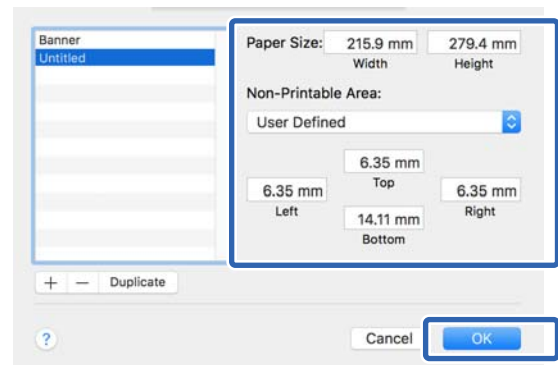 Banner
Untitled
Paper Size: 215.9 mm 279.4 mm
Width Height
Non-Printable Area:
User Defined
6.35 mm
Top
6.35 mm 6.35 mm
Left Right
14.11 mm
Bottom
+ − Duplicate
? Cancel OK